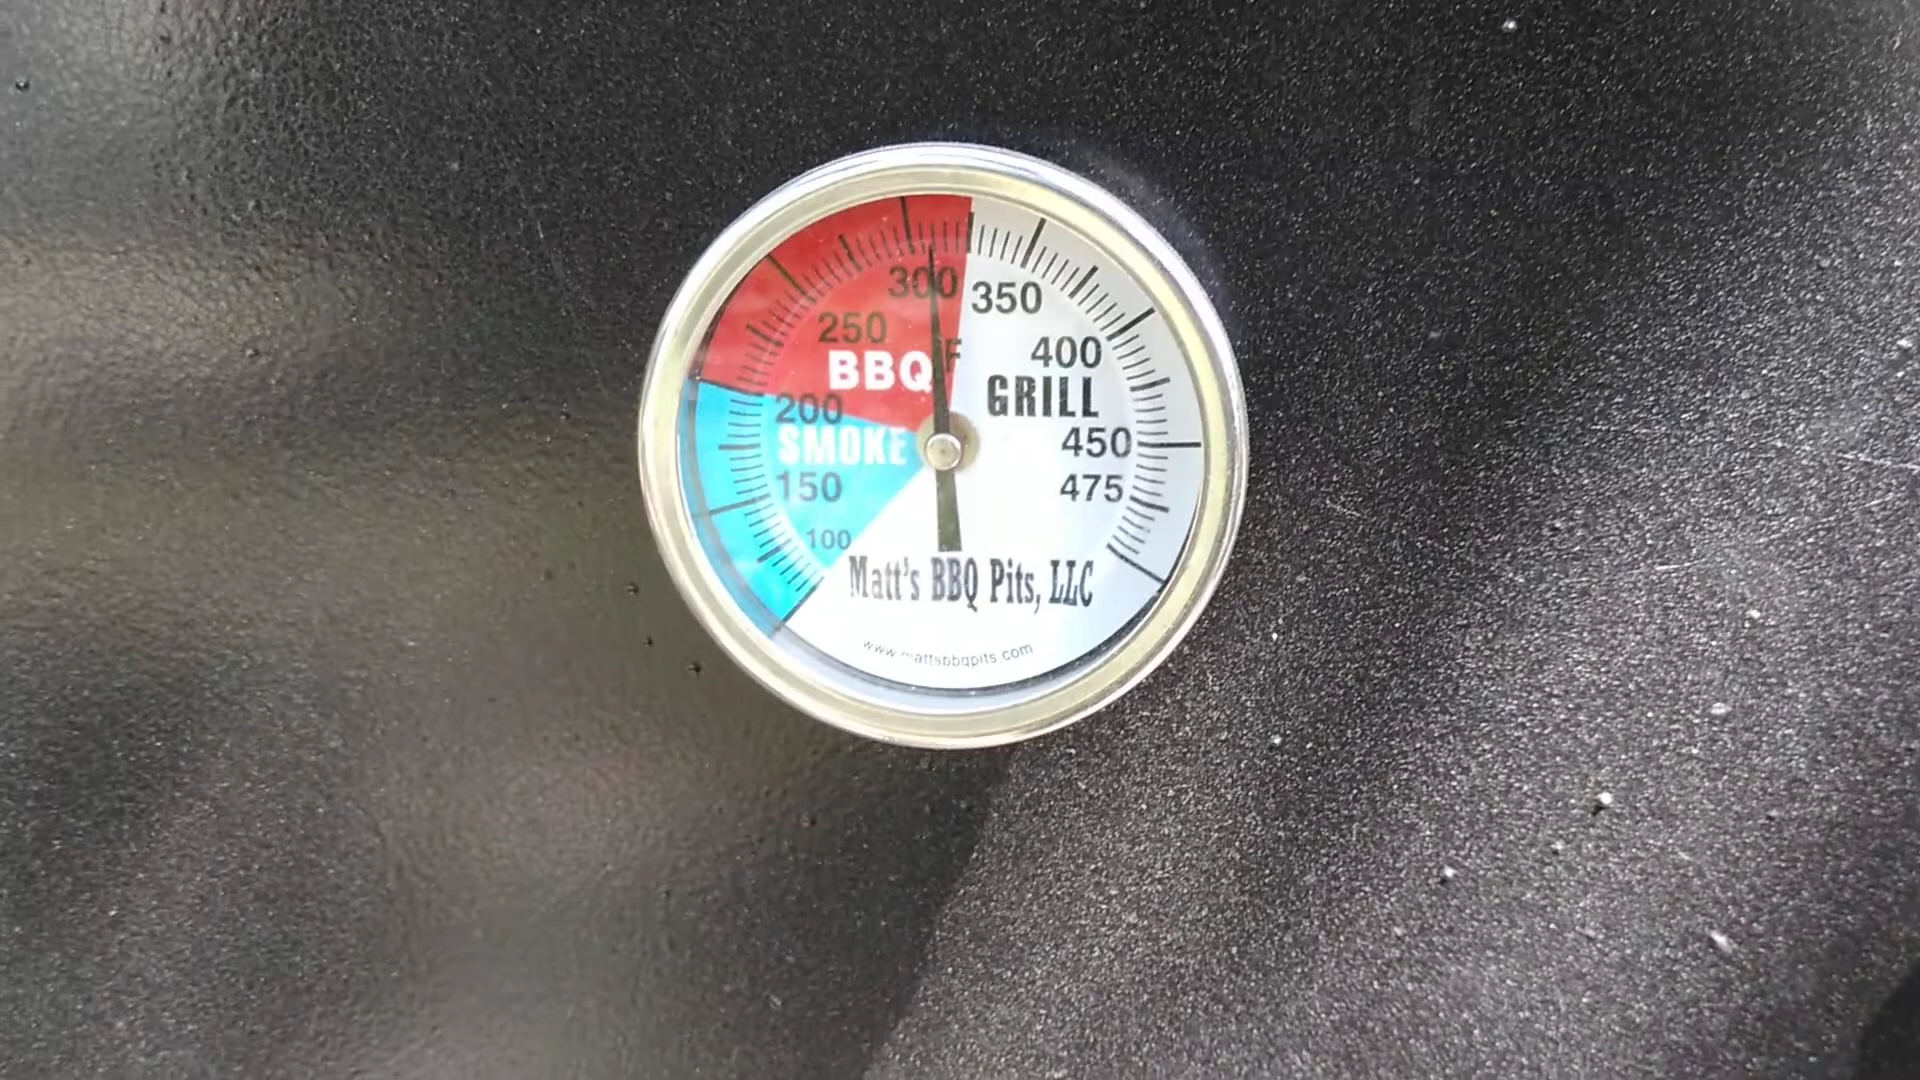 300
350
250
°F
BBQ
400
GRILL
200
SMOKE
450
150
475
100
Matt's BBQ Pits, LLC
www.mattsbbqpits.com